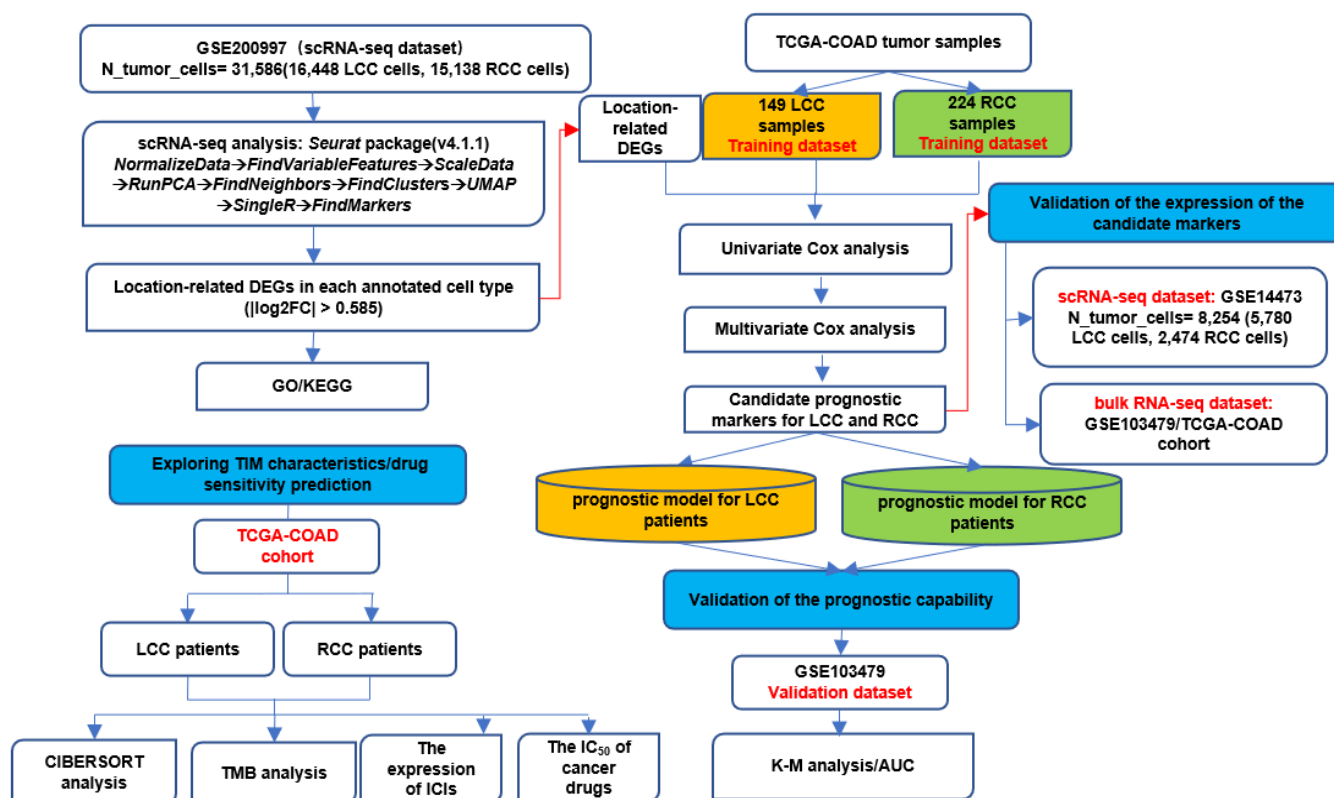 GSE200997 (scRNA-seq dataset)
N_tumor_cells= 31,586(16,448 LCC cells, 15,138 RCC cells)
scRNA-seq analysis: Seurat package(v4.1.1)
NormalizeData→FindVariableFeatures→ScaleData
→RunPCA→FindNeighbors→FindClusters→UMAP
→SingleR→FindMarkers
Location-related DEGs in each annotated cell type
(|log2FC| > 0.585)
GO/KEGG
TCGA-COAD tumor samples
Location-
related
DEGs
149 LCC
samples
Training dataset
224 RCC
samples
Training dataset
Univariate Cox analysis
Multivariate Cox analysis
Candidate prognostic
markers for LCC and RCC
Validation of the expression of the
candidate markers
scRNA-seq dataset: GSE14473
N_tumor_cells= 8,254 (5,780
LCC cells, 2,474 RCC cells)
bulk RNA-seq dataset:
GSE103479/TCGA-COAD
cohort
prognostic model for LCC
patients
prognostic model for RCC
patients
Validation of the prognostic capability
GSE103479
Validation dataset
K-M analysis/AUC
Exploring TIM characteristics/drug
sensitivity prediction
TCGA-COAD
cohort
LCC patients
RCC patients
CIBERSORT
analysis
TMB analysis
The
expression
of ICIs
The IC₅₀ of
cancer
drugs